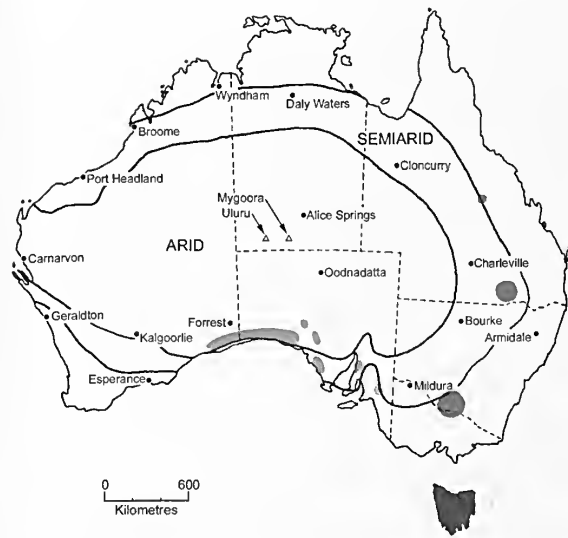 Wyndham
Daly Waters
Broome
SEMIARID
Cloncurry
Port Headland
Mygoora
Uluru
Alice Springs
ARID
Carnarvon
Charleville
Oodnadatta
Geraldton
Forrest
Bourke
Kalgoorlie
Armidale
Esperance
Mildura
0 600
Kilometres